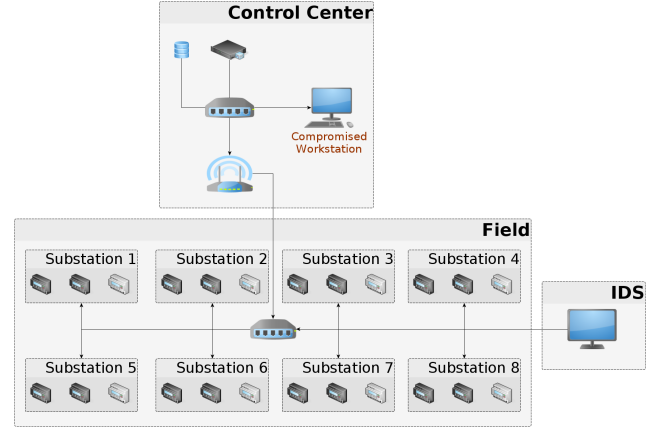 Control Center
Compromised
Workstation
Field
Substation 1
Substation 2
Substation 3
Substation 4
IDS
Substation 5
Substation 6
Substation 7
Substation 8